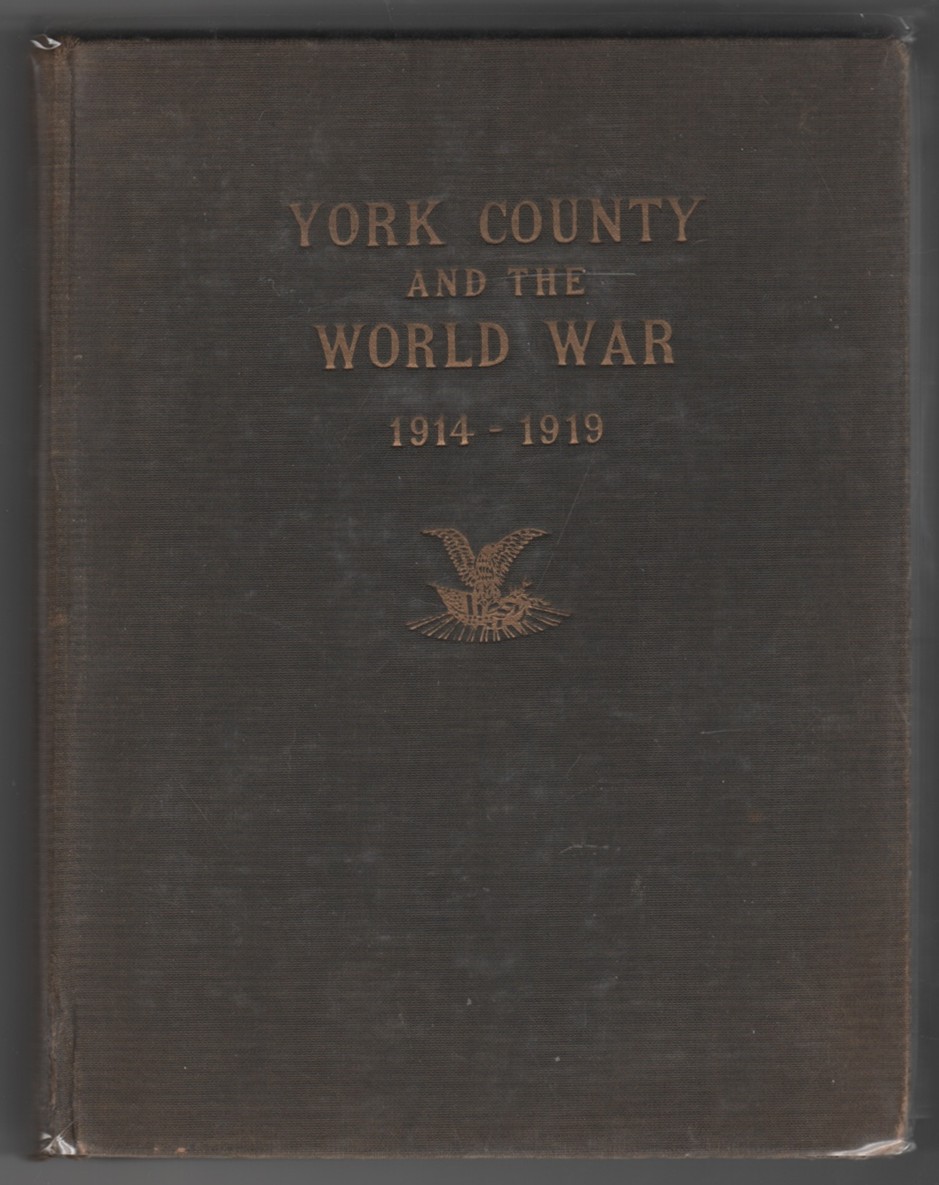 YORK COUNTY
AND THE
WORLD WAR
1914 - 1919